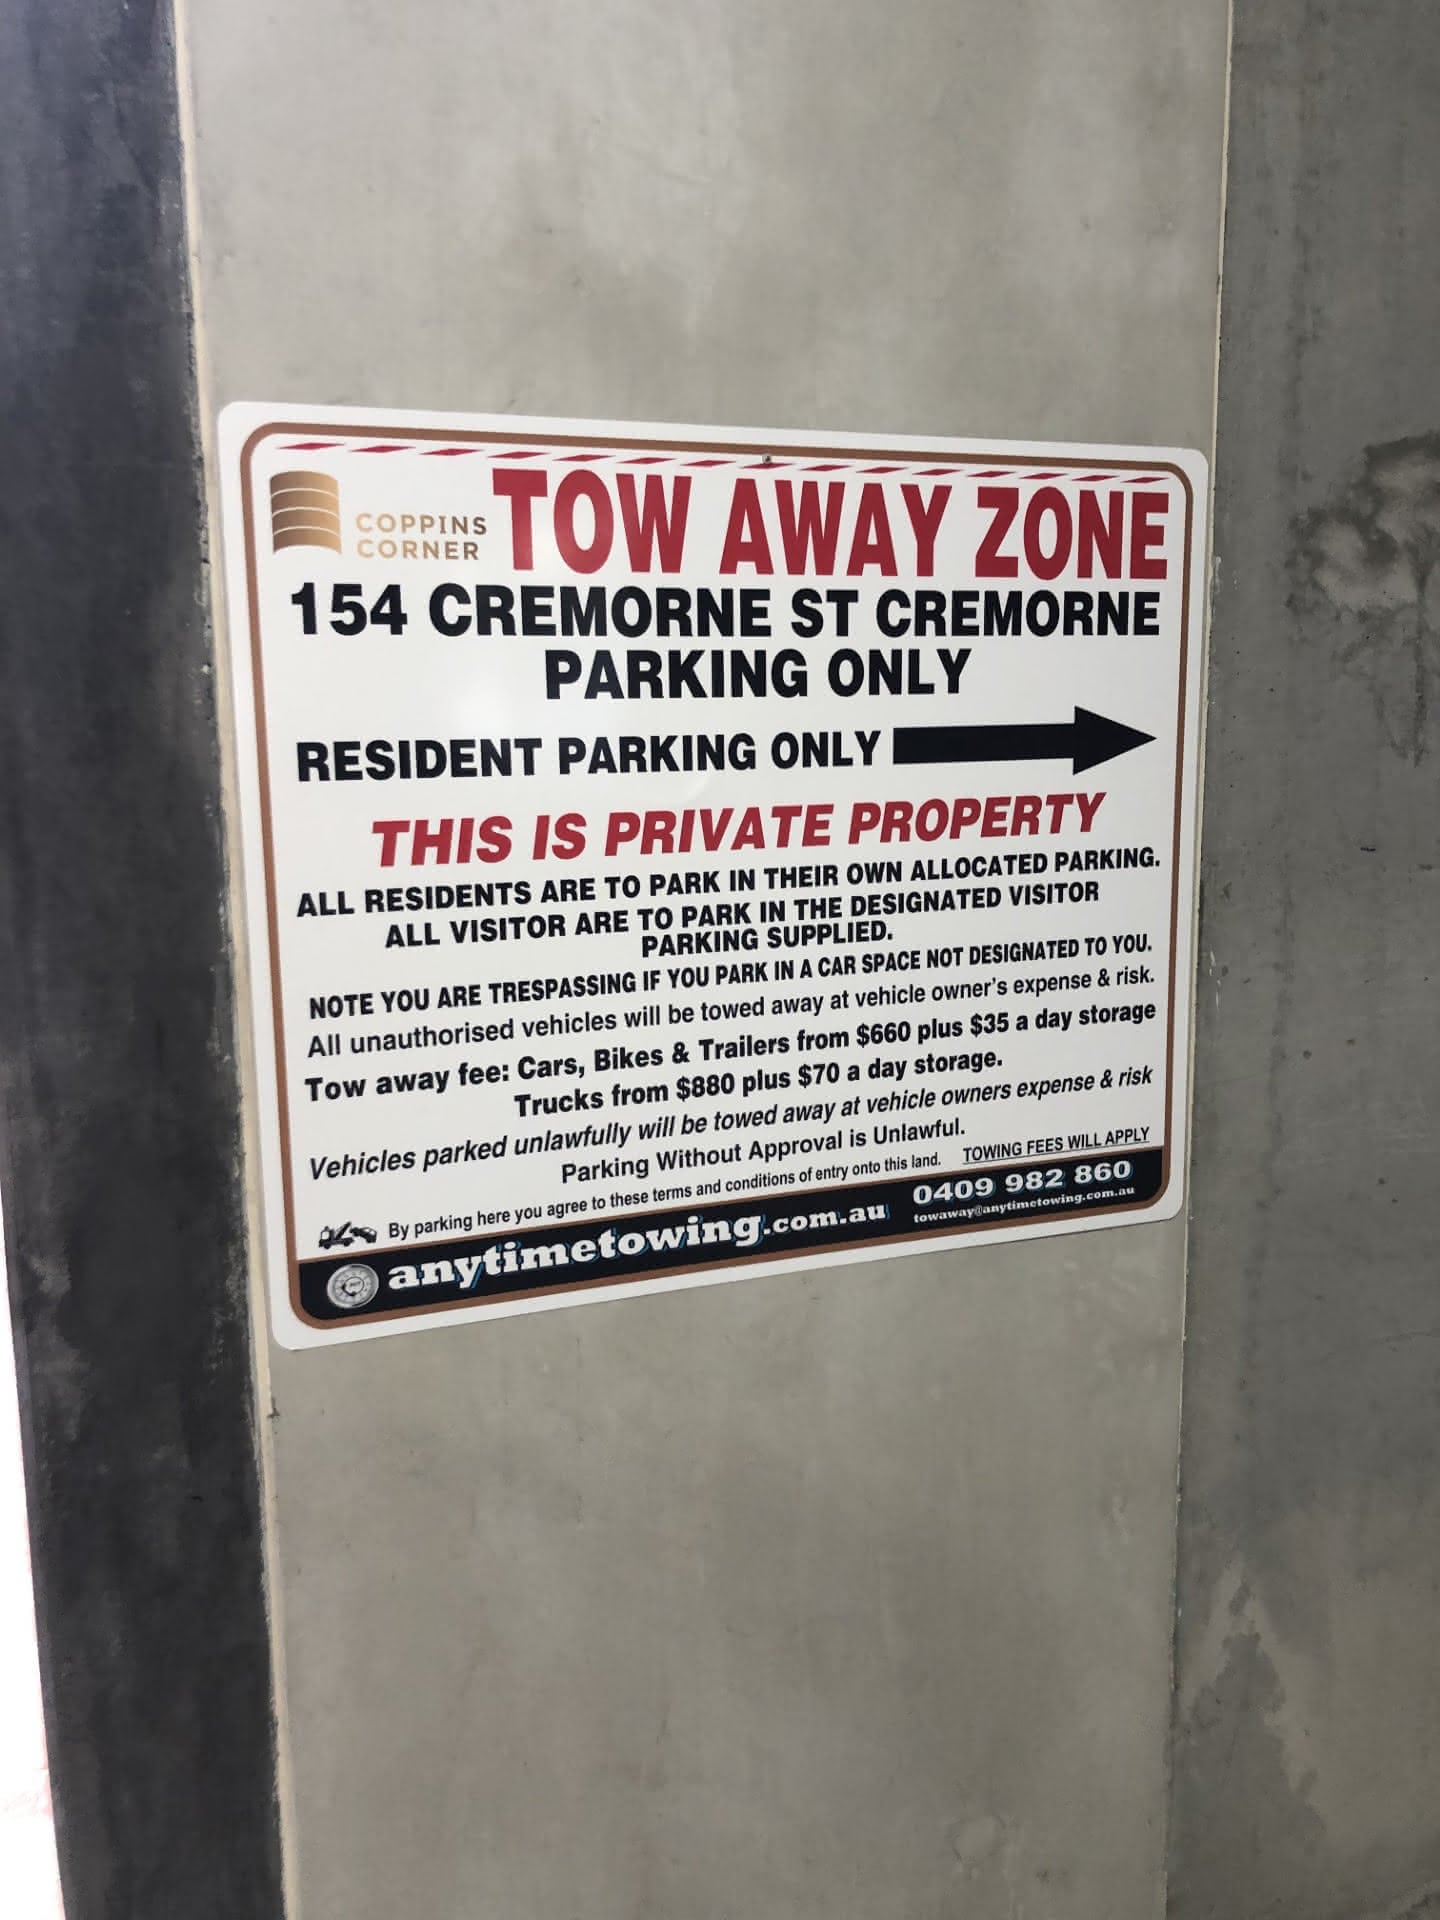 COPPINS
CORNER
TOW AWAY ZONE
154 CREMORNE ST CREMORNE
PARKING ONLY
RESIDENT PARKING ONLY
THIS IS PRIVATE PROPERTY
ALL RESIDENTS ARE TO PARK IN THEIR OWN ALLOCATED PARKING.
ALL VISITOR ARE TO PARK IN THE DESIGNATED VISITOR
PARKING SUPPLIED.
NOTE YOU ARE TRESPASSING IF YOU PARK IN A CAR SPACE NOT DESIGNATED TO YOU.
All unauthorised vehicles will be towed away at vehicle owner's expense & risk.
Tow away fee: Cars, Bikes & Trailers from $660 plus $35 a day storage
Trucks from $880 plus $70 a day storage.
Vehicles parked unlawfully will be towed away at vehicle owners expense & risk
Parking Without Approval is Unlawful.
By parking here you agree to these terms and conditions of entry onto this land. TOWING FEES WILL APPLY
anytimetowing.com.au
0409 982 860
towaway@anytimetowing.com.au